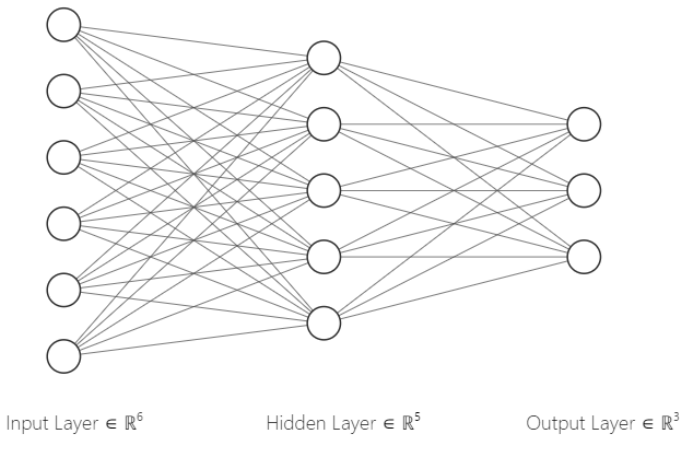 Input Layer ∈ ℝ⁶
Hidden Layer ∈ ℝ⁵
Output Layer ∈ ℝ³